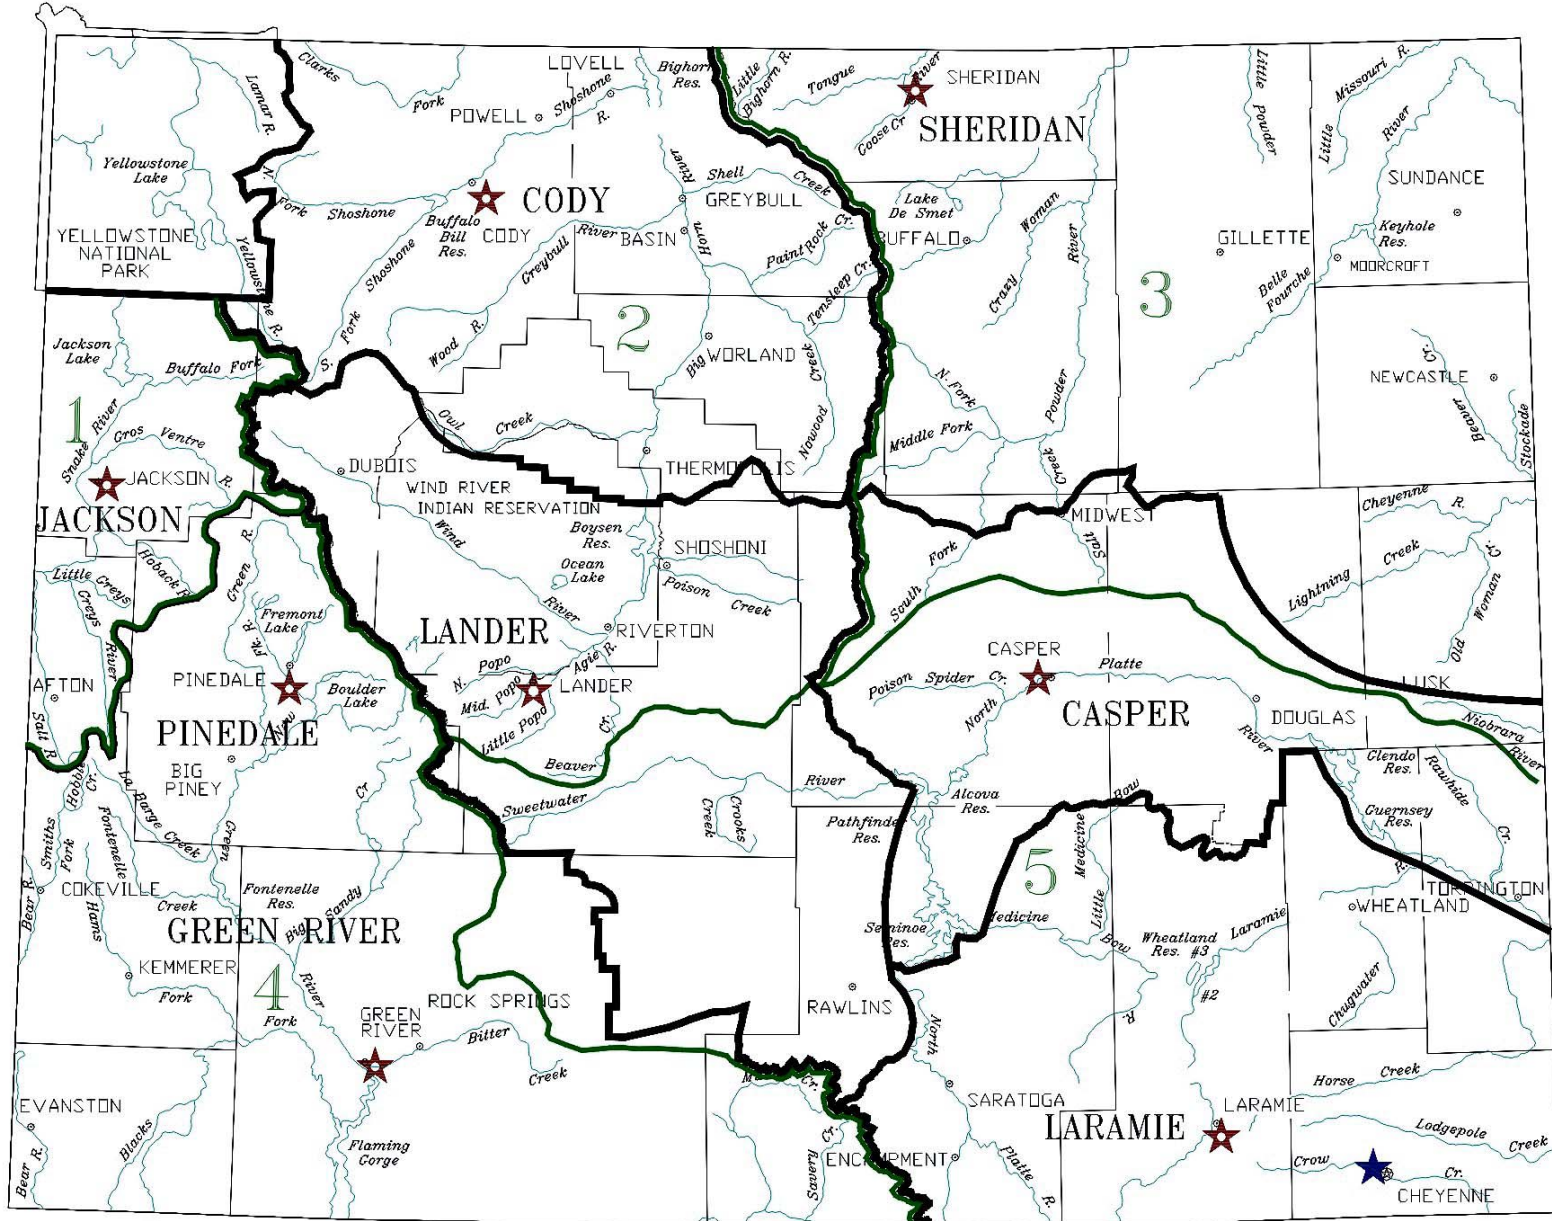 Clarks
Fork
LOVELL
Bighorn
Res.
Little
Bighorn R.
Tongue
River
SHERIDAN
SHERIDAN
Goose Cr
Little Powder
Missouri R.
Little
River
Lamar R.
POWELL
Shoshone
R.
Yellowstone
Lake
N.
Fork
Shoshone
Buffalo
Bill
Res.
CODY
CODY
River
Shell
Creek
GREYBULL
Lake
De Smet
Woman
SUNDANCE
YELLOWSTONE
NATIONAL
PARK
Yellowstone R.
Shoshone
Fork
S.
Greybull
River
BASIN
Horn
Paint Rock
Cr.
BUFFALO
River
Crazy
GILLETTE
Keyhole
Res.
MOORCROFT
Belle
Fourche
Tensleep Cr.
3
2
Jackson
Lake
Buffalo Fork
Wood R.
Big
WORLAND
Creek
Nowood
N. Fork
Powder
Cr.
Beaver
NEWCASTLE
Stockade
1
Snake River
Gros Ventre
R.
JACKSON
JACKSON
Owl
Creek
Middle Fork
Creek
DUBOIS
THERMOPOLIS
WIND RIVER
INDIAN RESERVATION
Wind
River
Boysen
Res.
Ocean
Lake
SHOSHONI
Poison
Creek
Fork
South
Salt
MIDWEST
Cheyenne
R.
Lightning
Creek
Woman Cr.
Old
Little Greys
Greys
River
Hoback R.
Green
R.
Fremont
Lake
LANDER
RIVERTON
N. Popo
Agie R.
Mid. Popo
LANDER
Little Popo
Cr.
Beaver
CASPER
Platte
Poison Spider Cr.
North
CASPER
LUSK
AFTON
Salt R
PINEDALE
Boulder
Lake
PINEDALE
New
BIG
PINEY
Cr
DOUGLAS
River
Niobrara
River
Glendo
Res.
Rawhide
Cr.
Guernsey
Res.
La Barge Creek
Smiths
Fork
Fontenelle
Creek
Green
Sweetwater
River
Crooks
Creek
Alcova
Res.
Pathfinder
Res.
Bow
Medicine
Little
5
COKEVILLE
Bear R.
Hams
Fork
Fontenelle
Res.
Big Sandy
River
GREEN RIVER
KEMMERER
Seminoe
Res.
Medicine
Bow
R.
Wheatland
Res. #3
#2
Laramie
R.
TORRINGTON
WHEATLAND
Chugwater
4
Fork
GREEN
RIVER
ROCK SPRINGS
Bitter
Creek
RAWLINS
North
Platte
R.
Cr.
Cr.
Savery
SARATOGA
ENCAMPMENT
LARAMIE
LARAMIE
Horse
Creek
Lodgepole
Creek
Crow
Cr.
CHEYENNE
EVANSTON
Bear R.
Blacks
Flaming
Gorge